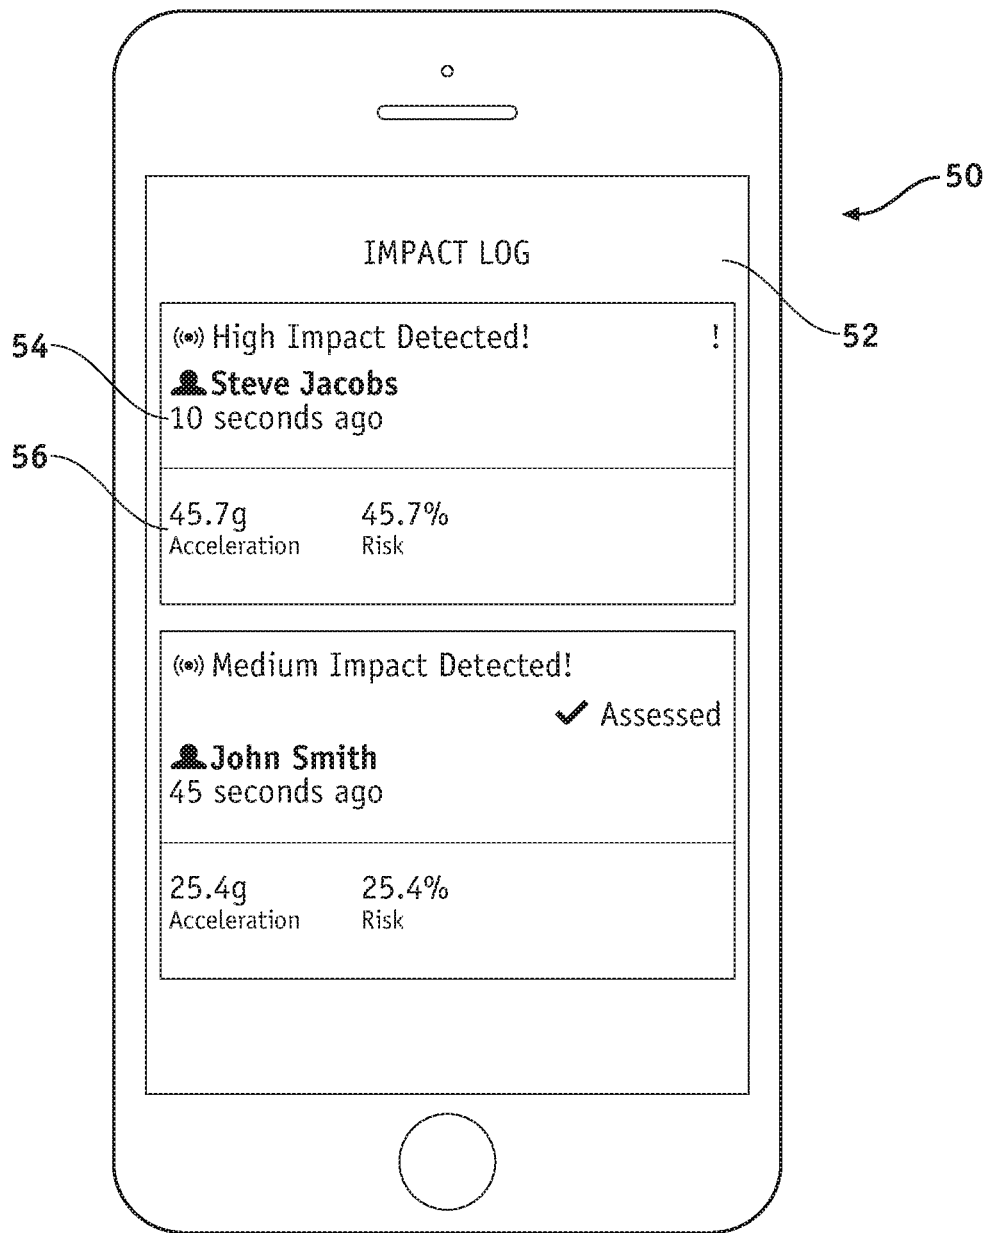 50
IMPACT LOG
52
54
High Impact Detected! !
Steve Jacobs
10 seconds ago
56
45.7g 45.7%
Acceleration Risk
Medium Impact Detected!
Assessed
John Smith
45 seconds ago
25.4g 25.4%
Acceleration Risk